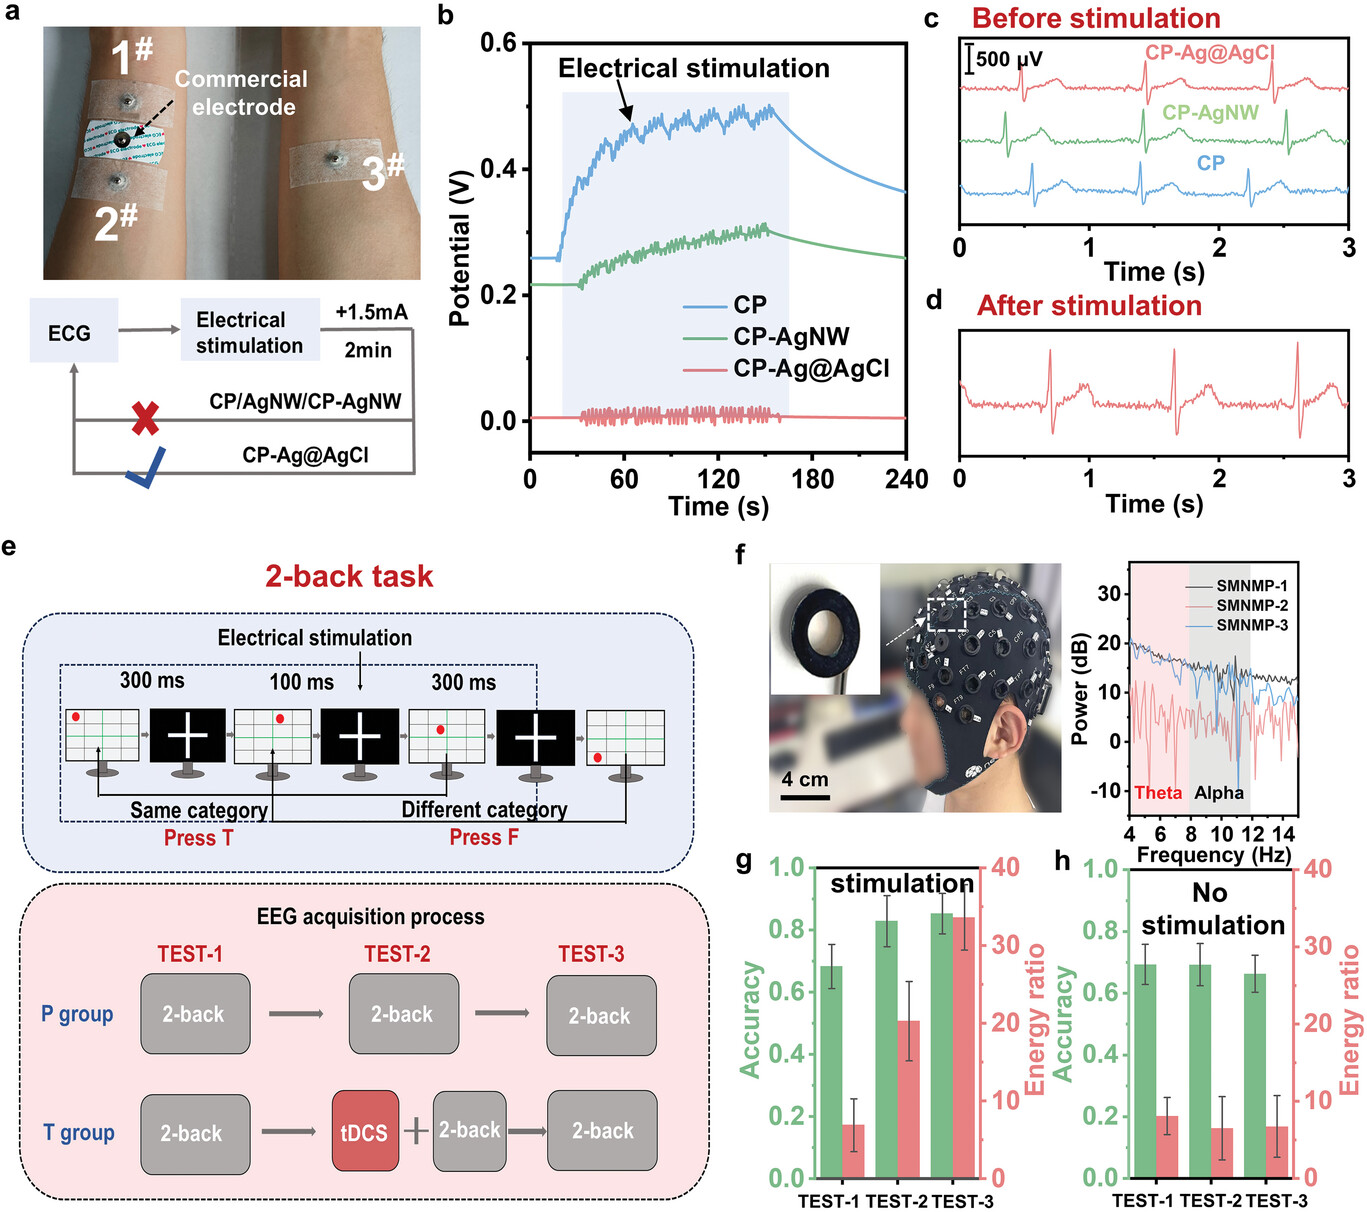 a
1#
Commercial
electrode
2#
3#
ECG
Electrical
stimulation
+1.5mA
2min
CP/AgNW/CP-AgNW
CP-Ag@AgCl
b
Electrical stimulation
CP
CP-AgNW
CP-Ag@AgCl
Potential (V)
0.6
0.4
0.2
0.0
0 60 120 180 240
Time (s)
c
Before stimulation
500 μV
CP-Ag@AgCl
CP-AgNW
CP
0 1 2 3
Time (s)
d
After stimulation
0 1 2 3
Time (s)
e
2-back task
Electrical stimulation
300 ms 100 ms 300 ms
Same category Different category
Press T Press F
EEG acquisition process
TEST-1 TEST-2 TEST-3
P group 2-back 2-back 2-back
T group 2-back tDCS + 2-back 2-back
f
4 cm
SMNMP-1
SMNMP-2
SMNMP-3
Power (dB)
30
20
10
0
-10
Theta Alpha
4 6 8 10 12 14
Frequency (Hz)
g
stimulation
Accuracy
1.0
0.8
0.6
0.4
0.2
0.0
Energy ratio
40
30
20
10
0
TEST-1 TEST-2 TEST-3
h
No
stimulation
Accuracy
1.0
0.8
0.6
0.4
0.2
0.0
Energy ratio
40
30
20
10
0
TEST-1 TEST-2 TEST-3